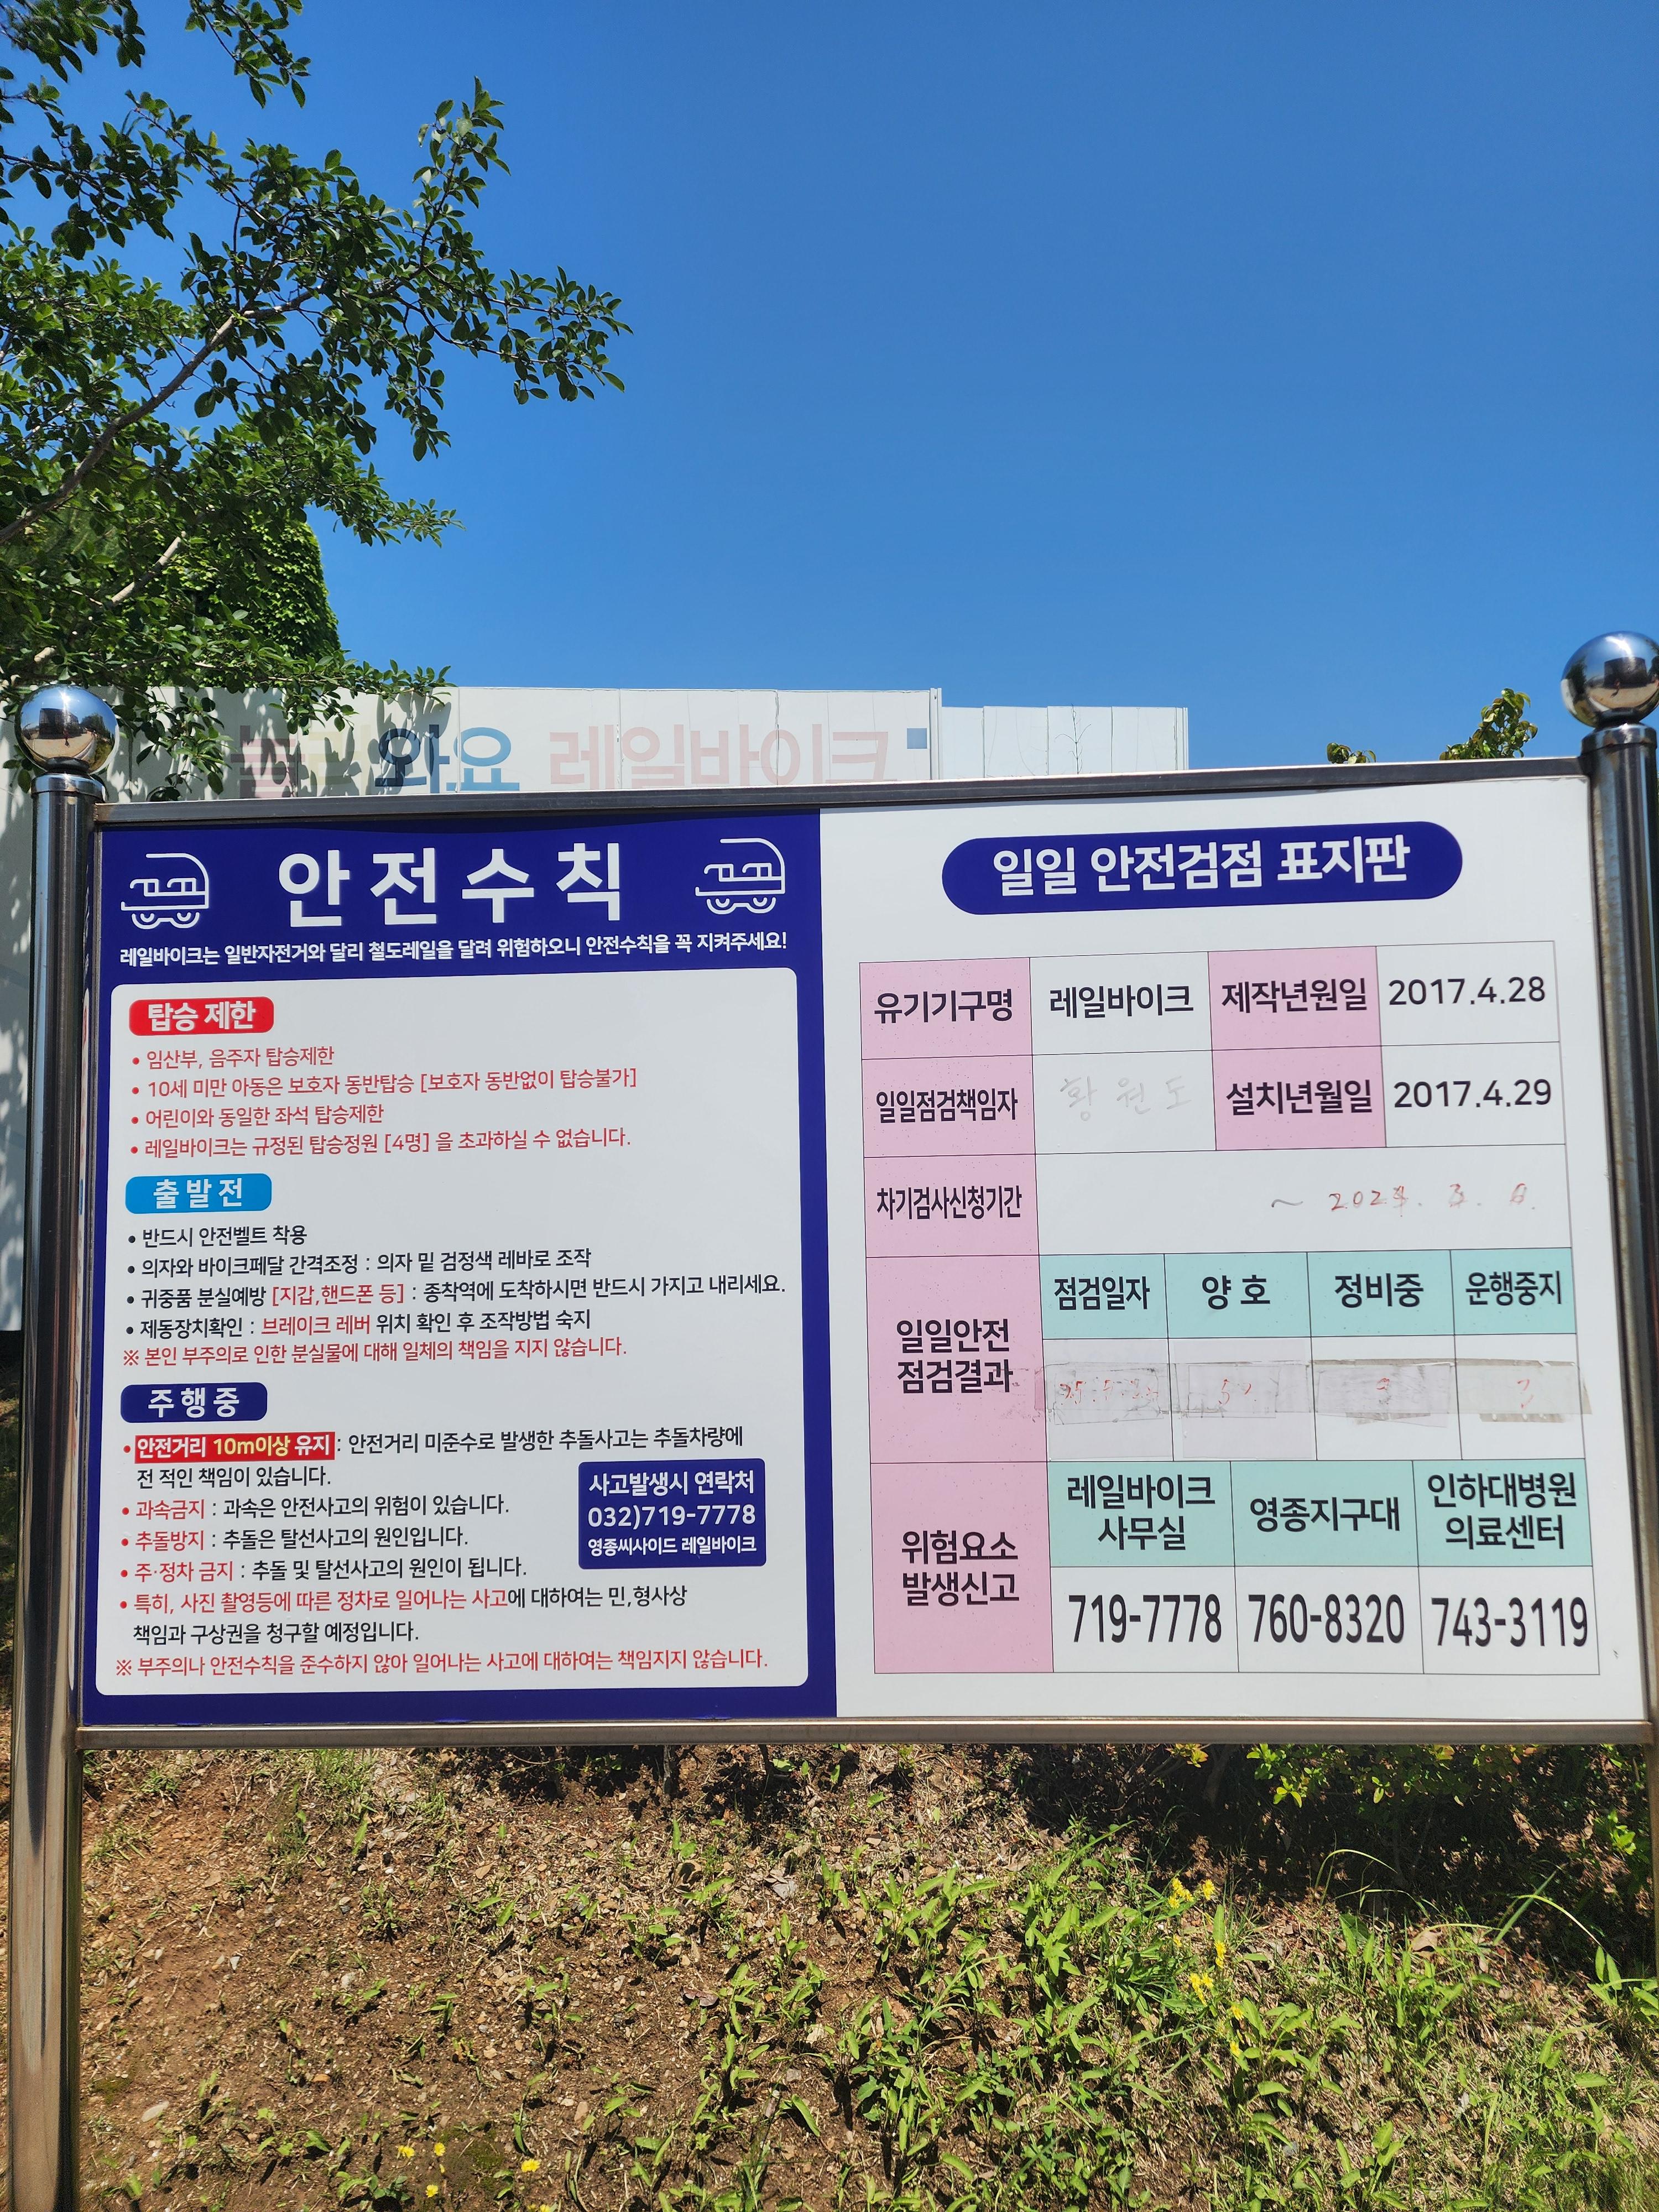 와요 레일바이크
안전수칙
레일바이크는 일반자전거와 달리 철도레일을 달려 위험하오니 안전수칙을 꼭 지켜주세요!
탑승 제한
• 임산부, 음주자 탑승제한
• 10세 미만 아동은 보호자 동반탑승 [보호자 동반없이 탑승불가]
• 어린이와 동일한 좌석 탑승제한
• 레일바이크는 규정된 탑승정원 [4명] 을 초과하실 수 없습니다.
출 발 전
• 반드시 안전벨트 착용
• 의자와 바이크페달 간격조정 : 의자 밑 검정색 레바로 조작
• 귀중품 분실예방 [지갑,핸드폰 등] : 종착역에 도착하시면 반드시 가지고 내리세요.
• 제동장치확인 : 브레이크 레버 위치 확인 후 조작방법 숙지
※ 본인 부주의로 인한 분실물에 대해 일체의 책임을 지지 않습니다.
주 행 중
• 안전거리 10m이상 유지 : 안전거리 미준수로 발생한 추돌사고는 추돌차량에
전 적인 책임이 있습니다.
• 과속금지 : 과속은 안전사고의 위험이 있습니다.
• 추돌방지 : 추돌은 탈선사고의 원인입니다.
• 주·정차 금지 : 추돌 및 탈선사고의 원인이 됩니다.
• 특히, 사진 촬영등에 따른 정차로 일어나는 사고에 대하여는 민,형사상
책임과 구상권을 청구할 예정입니다.
※ 부주의나 안전수칙을 준수하지 않아 일어나는 사고에 대하여는 책임지지 않습니다.
사고발생시 연락처
032)719-7778
영종씨사이드 레일바이크
일일 안전검점 표지판
유기기구명 레일바이크 제작년원일 2017.4.28
일일점검책임자 황원도 설치년월일 2017.4.29
차기검사신청기간 ~
점검일자 양 호 정비중 운행중지
일일안전
점검결과
레일바이크
사무실
영종지구대
인하대병원
의료센터
위험요소
발생신고
719-7778 760-8320 743-3119